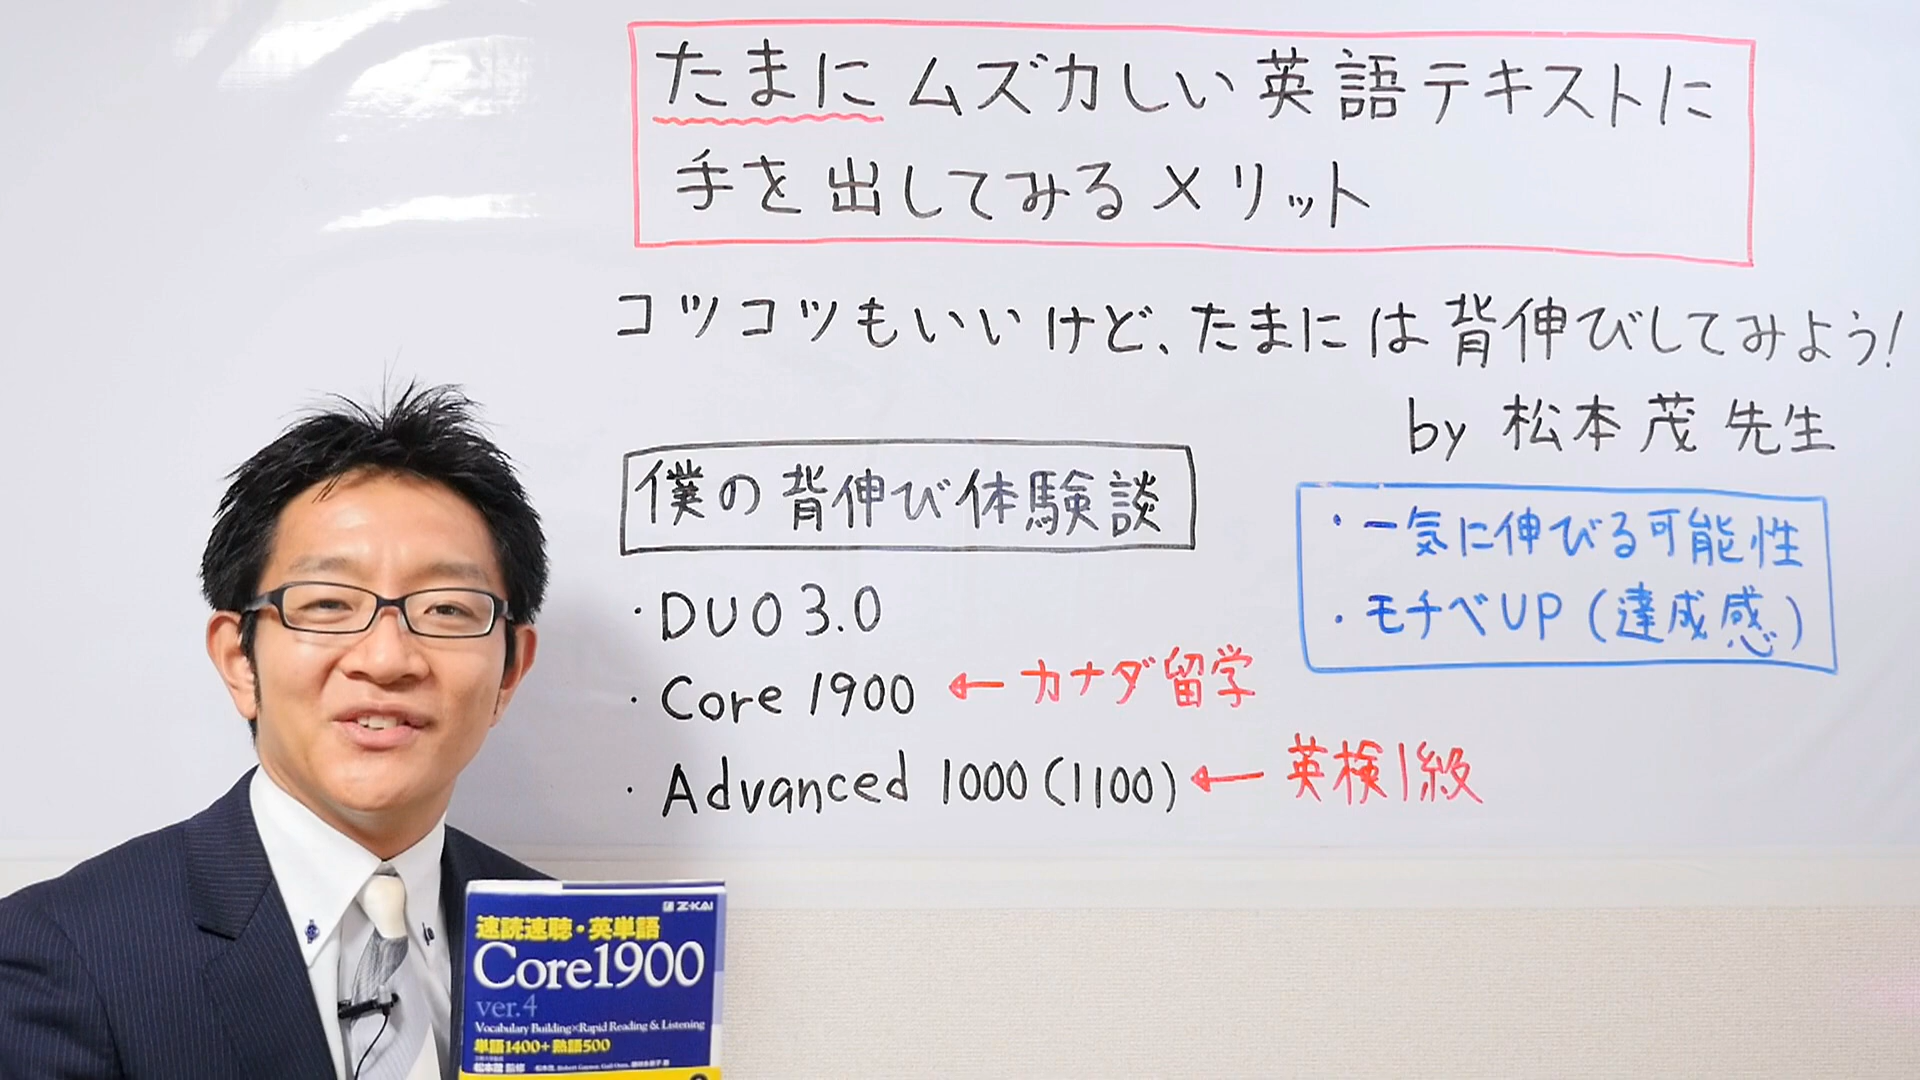 たまにムズカしい英語テキストに
手を出してみるメリット
コツコツもいいけど、たまには背伸びしてみよう!
by 松本茂先生
僕の背伸び体験談
・DUO 3.0
・Core 1900 ← カナダ留学
・Advanced 1000(1100) ← 英検1級
・一気に伸びる可能性
・モチベUP(達成感)
Z-KAI
速読速聴・英単語
Core1900
ver.4
Vocabulary Building×Rapid Reading & Listening
単語1400+熟語500
松本茂 監修